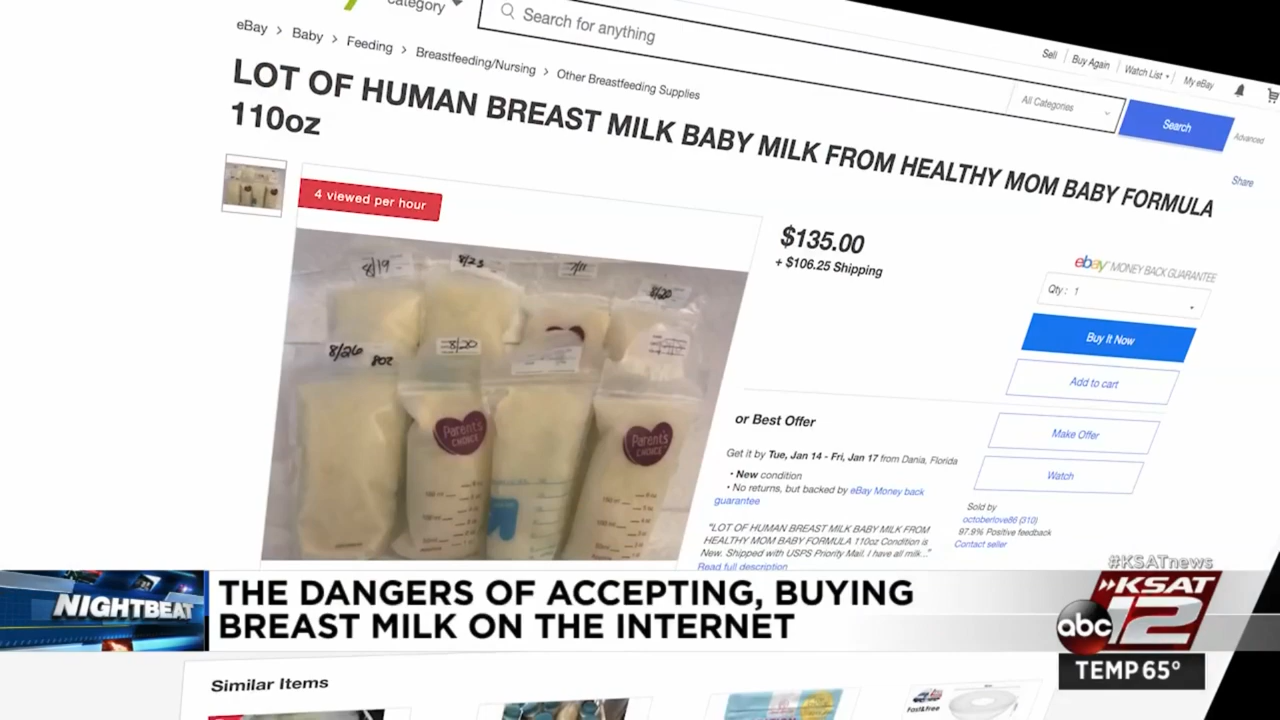 category
Search for anything
Sell
Buy Again
Watch List
My eBay
eBay > Baby > Feeding > Breastfeeding/Nursing > Other Breastfeeding Supplies
All Categories
Search
Advanced
LOT OF HUMAN BREAST MILK BABY MILK FROM HEALTHY MOM BABY FORMULA
110oz
Share
4 viewed per hour
8/19
8/23
7/11
8/20
8/26 8oz
8/20
Parent's
CHOICE
Parent's
CHOICE
$135.00
+ $106.25 Shipping
ebay MONEY BACK GUARANTEE
Qty : 1
Buy It Now
Add to cart
or Best Offer
Make Offer
Get it by Tue, Jan 14 - Fri, Jan 17 from Dania, Florida
Watch
• New condition
• No returns, but backed by eBay Money back
guarantee
Sold by
octoberlove86 (310)
97.9% Positive feedback
Contact seller
"LOT OF HUMAN BREAST MILK BABY MILK FROM
HEALTHY MOM BABY FORMULA 110oz Condition is
New. Shipped with USPS Priority Mail. I have all milk..."
Read full description
#KSATnews
NIGHTBEAT
THE DANGERS OF ACCEPTING, BUYING
BREAST MILK ON THE INTERNET
KSAT
abc 12
TEMP 65°
Similar Items
Fast&Free